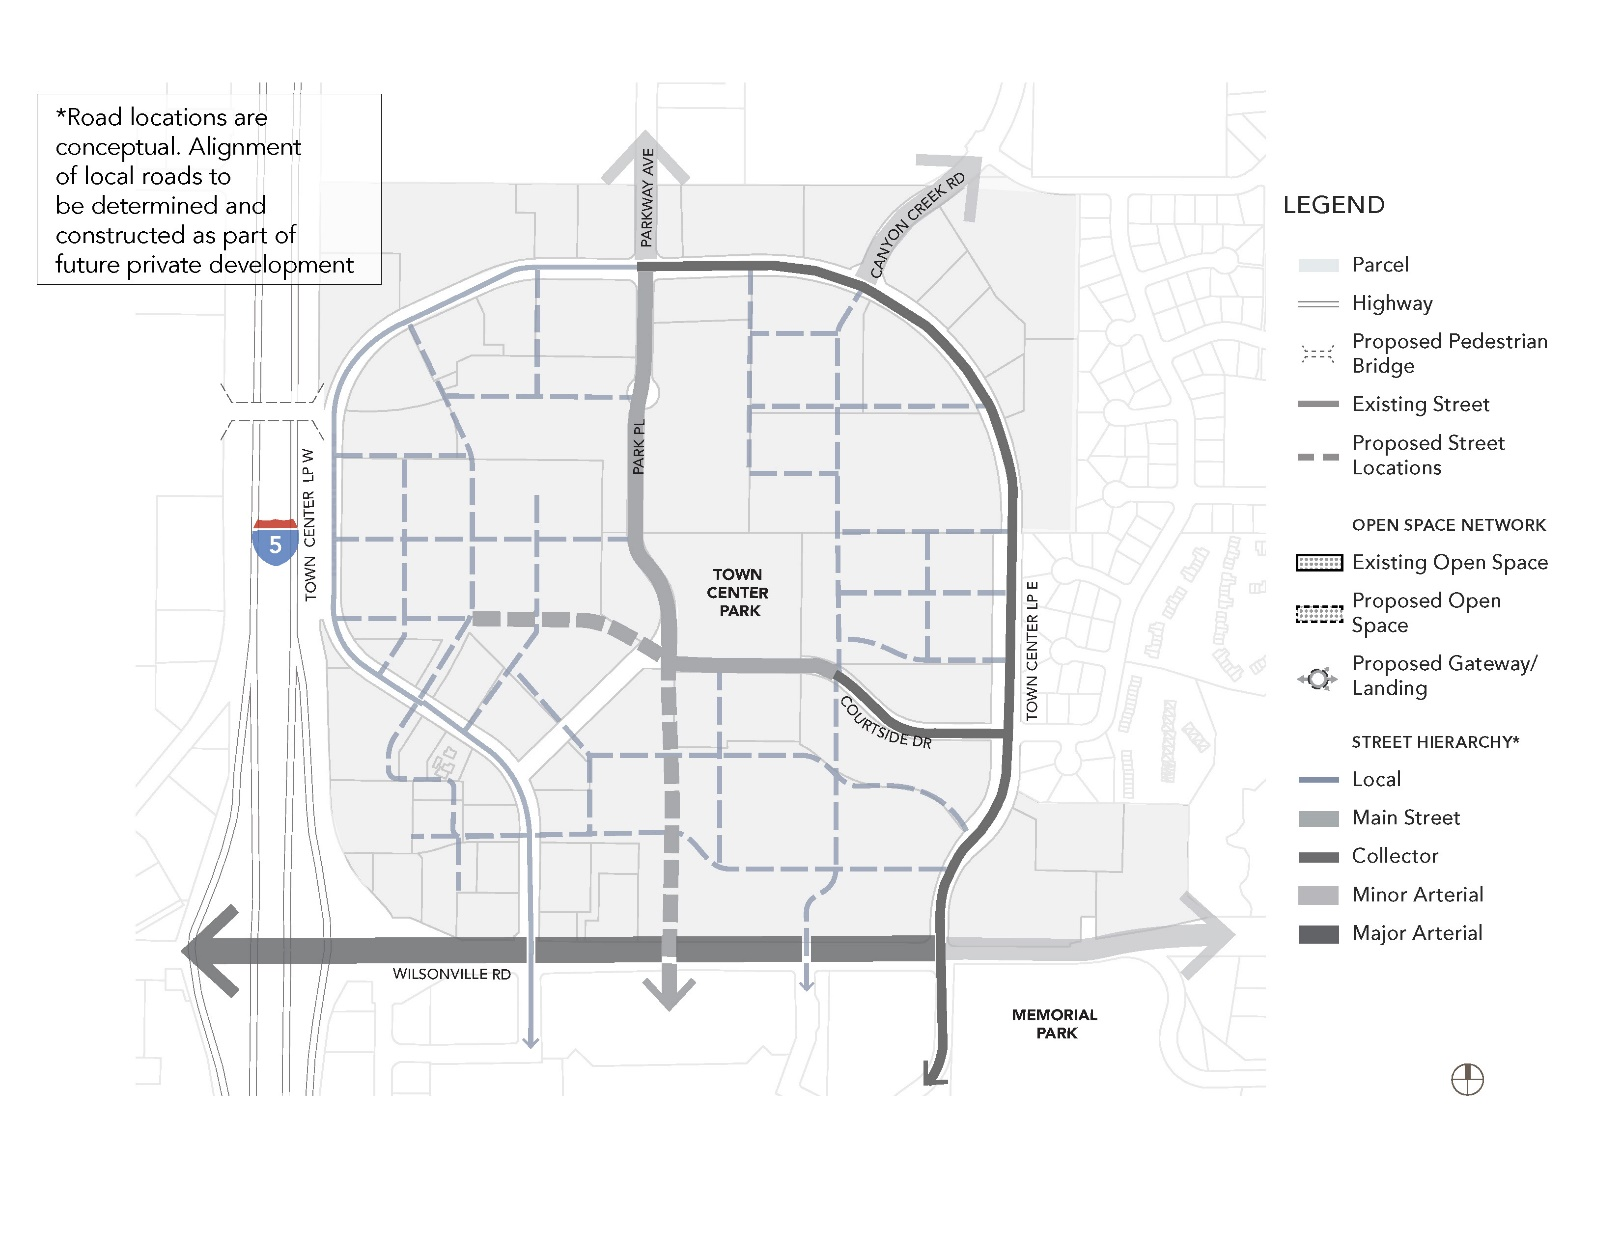 *Road locations are
conceptual. Alignment
of local roads to
be determined and
constructed as part of
future private development
PARKWAY AVE
CANYON CREEK RD
PARK PL
TOWN CENTER LP W
5
TOWN
CENTER
PARK
TOWN CENTER LP E
COURTSIDE DR
WILSONVILLE RD
MEMORIAL
PARK
LEGEND
Parcel
Highway
Proposed Pedestrian
Bridge
Existing Street
Proposed Street
Locations
OPEN SPACE NETWORK
Existing Open Space
Proposed Open
Space
Proposed Gateway/
Landing
STREET HIERARCHY*
Local
Main Street
Collector
Minor Arterial
Major Arterial